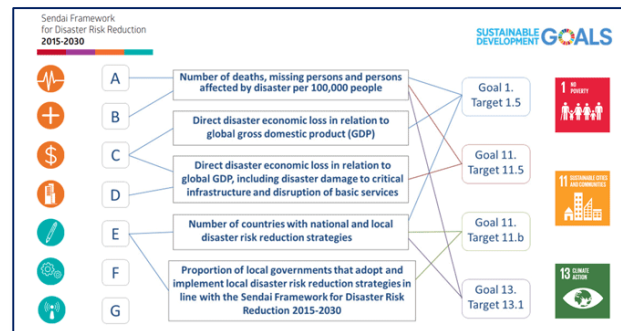 Sendai Framework
for Disaster Risk Reduction
2015-2030
SUSTAINABLE
DEVELOPMENT
GOALS
A
B
C
D
E
F
G
Number of deaths, missing persons and persons
affected by disaster per 100,000 people
Direct disaster economic loss in relation to
global gross domestic product (GDP)
Direct disaster economic loss in relation to
global GDP, including disaster damage to critical
infrastructure and disruption of basic services
Number of countries with national and local
disaster risk reduction strategies
Proportion of local governments that adopt and
implement local disaster risk reduction strategies in
line with the Sendai Framework for Disaster Risk
Reduction 2015-2030
Goal 1.
Target 1.5
Goal 11.
Target 11.5
Goal 11.
Target 11.b
Goal 13.
Target 13.1
1 NO
POVERTY
11 SUSTAINABLE CITIES
AND COMMUNITIES
13 CLIMATE
ACTION